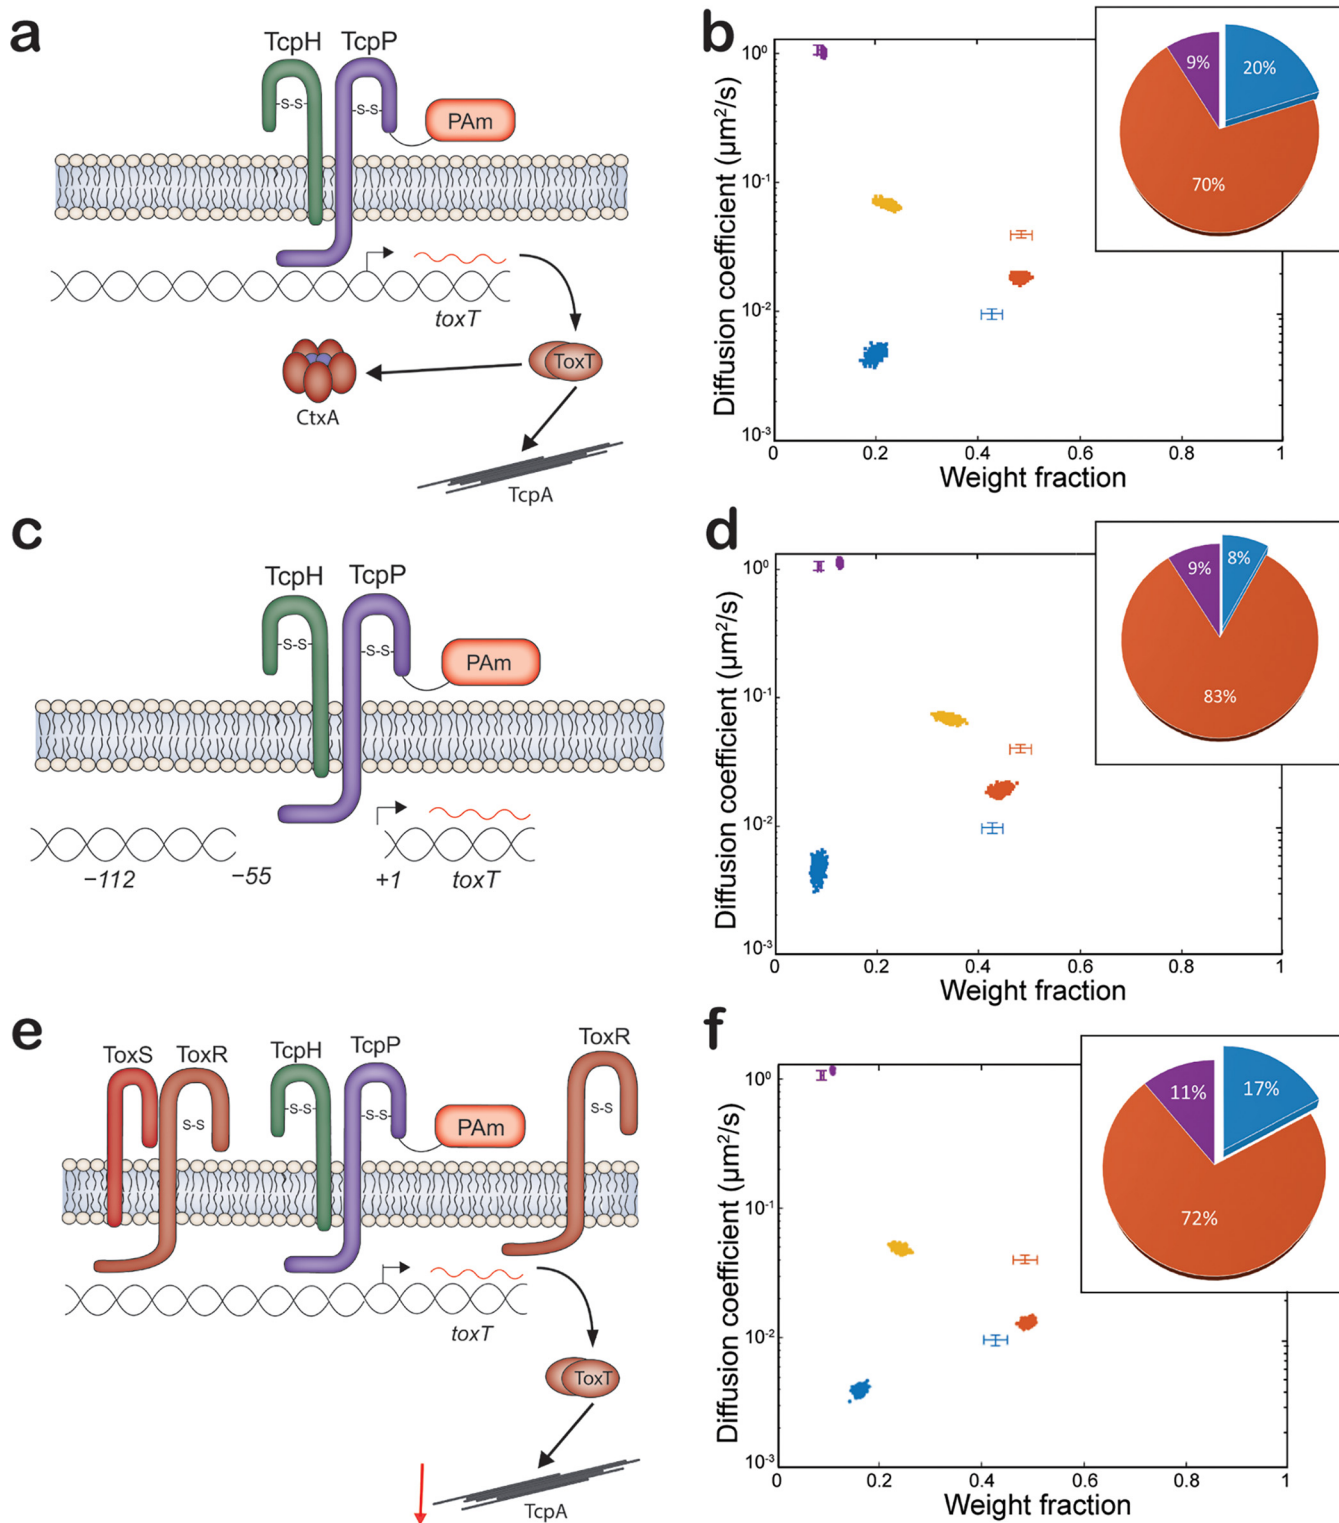 a
TcpH TcpP
-S-S- -S-S-
PAm
toxT
ToxT
CtxA
TcpA
b
Diffusion coefficient (μm²/s)
10⁰
10⁻¹
10⁻²
10⁻³
0 0.2 0.4 0.6 0.8 1
Weight fraction
9% 20%
70%
c
TcpH TcpP
-S-S- -S-S-
PAm
−112 −55 +1 toxT
d
Diffusion coefficient (μm²/s)
10⁰
10⁻¹
10⁻²
10⁻³
0 0.2 0.4 0.6 0.8 1
Weight fraction
9% 8%
83%
e
ToxS ToxR TcpH TcpP ToxR
S-S -S-S- -S-S- S-S
PAm
toxT
ToxT
TcpA
f
Diffusion coefficient (μm²/s)
10⁰
10⁻¹
10⁻²
10⁻³
0 0.2 0.4 0.6 0.8 1
Weight fraction
11% 17%
72%